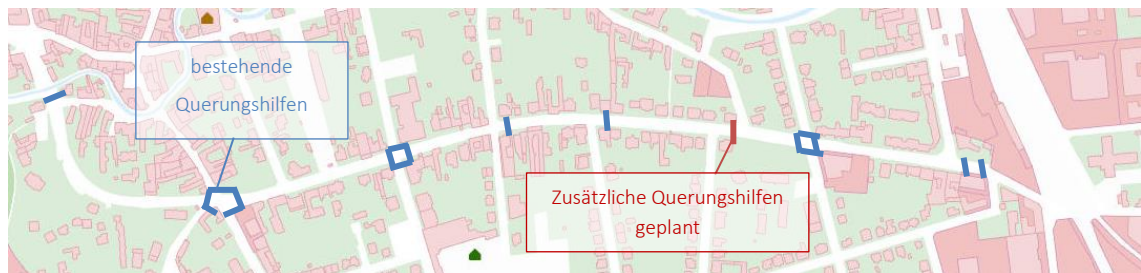 bestehende
Querungshilfen
Zusätzliche Querungshilfen
geplant